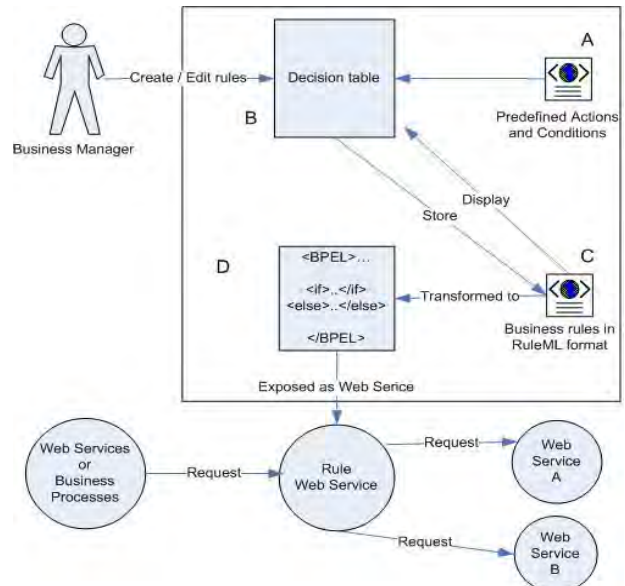 A
Create / Edit rules
Decision table
B
Predefined Actions
and Conditions
Business Manager
Display
Store
C
D
<BPEL>...
<if>..</if>
<else>..</else>
</BPEL>
Transformed to
Business rules in
RuleML format
Exposed as Web Serice
Web Services
or
Business
Processes
Request
Rule
Web Service
Request
Web
Service
A
Request
Web
Service
B